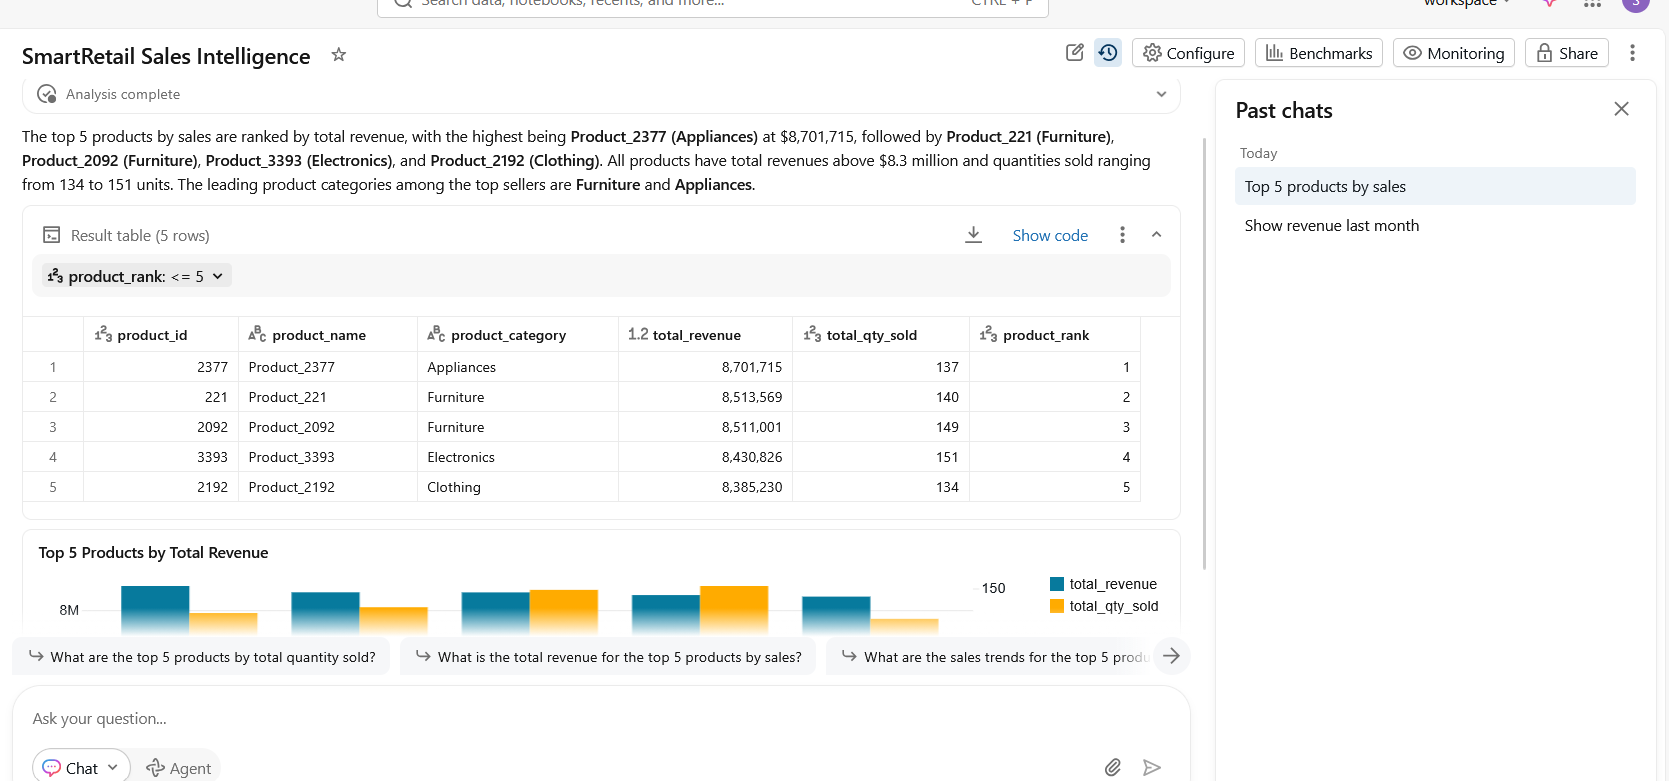 Search data, notebooks, recents, and more...
CTRL + P
workspace
S
SmartRetail Sales Intelligence
Configure
Benchmarks
Monitoring
Share
Analysis complete
The top 5 products by sales are ranked by total revenue, with the highest being Product_2377 (Appliances) at $8,701,715, followed by Product_221 (Furniture),
Product_2092 (Furniture), Product_3393 (Electronics), and Product_2192 (Clothing). All products have total revenues above $8.3 million and quantities sold ranging
from 134 to 151 units. The leading product categories among the top sellers are Furniture and Appliances.
Result table (5 rows)
Show code
123 product_rank: <= 5
123 product_id ABC product_name ABC product_category 1.2 total_revenue 123 total_qty_sold 123 product_rank
1 2377 Product_2377 Appliances 8,701,715 137 1
2 221 Product_221 Furniture 8,513,569 140 2
3 2092 Product_2092 Furniture 8,511,001 149 3
4 3393 Product_3393 Electronics 8,430,826 151 4
5 2192 Product_2192 Clothing 8,385,230 134 5
Top 5 Products by Total Revenue
8M
150
total_revenue
total_qty_sold
What are the top 5 products by total quantity sold?
What is the total revenue for the top 5 products by sales?
What are the sales trends for the top 5 produ
Ask your question...
Chat
Agent
Past chats
Today
Top 5 products by sales
Show revenue last month